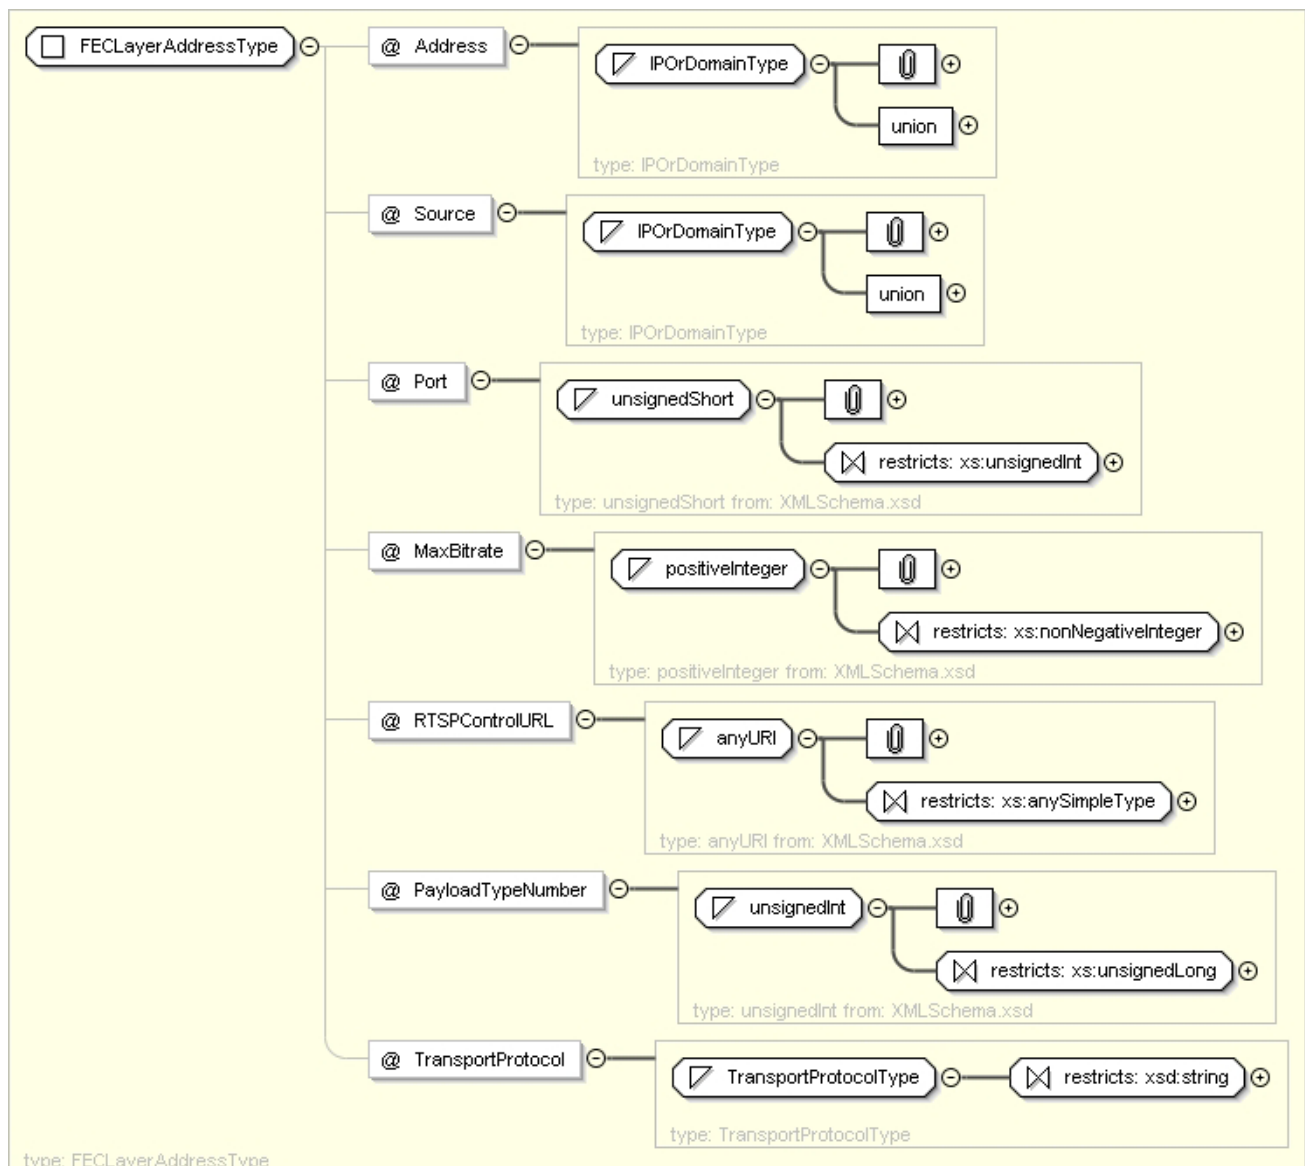 FECLayerAddressType
@ Address
IPOrDomainType
union
type: IPOrDomainType
@ Source
IPOrDomainType
union
type: IPOrDomainType
@ Port
unsignedShort
restricts: xs:unsignedInt
type: unsignedShort from: XMLSchema.xsd
@ MaxBitrate
positiveInteger
restricts: xs:nonNegativeInteger
type: positiveInteger from: XMLSchema.xsd
@ RTSPControlURL
anyURI
restricts: xs:anySimpleType
type: anyURI from: XMLSchema.xsd
@ PayloadTypeNumber
unsignedInt
restricts: xs:unsignedLong
type: unsignedInt from: XMLSchema.xsd
@ TransportProtocol
TransportProtocolType
restricts: xsd:string
type: TransportProtocolType
type: FECLayerAddressType